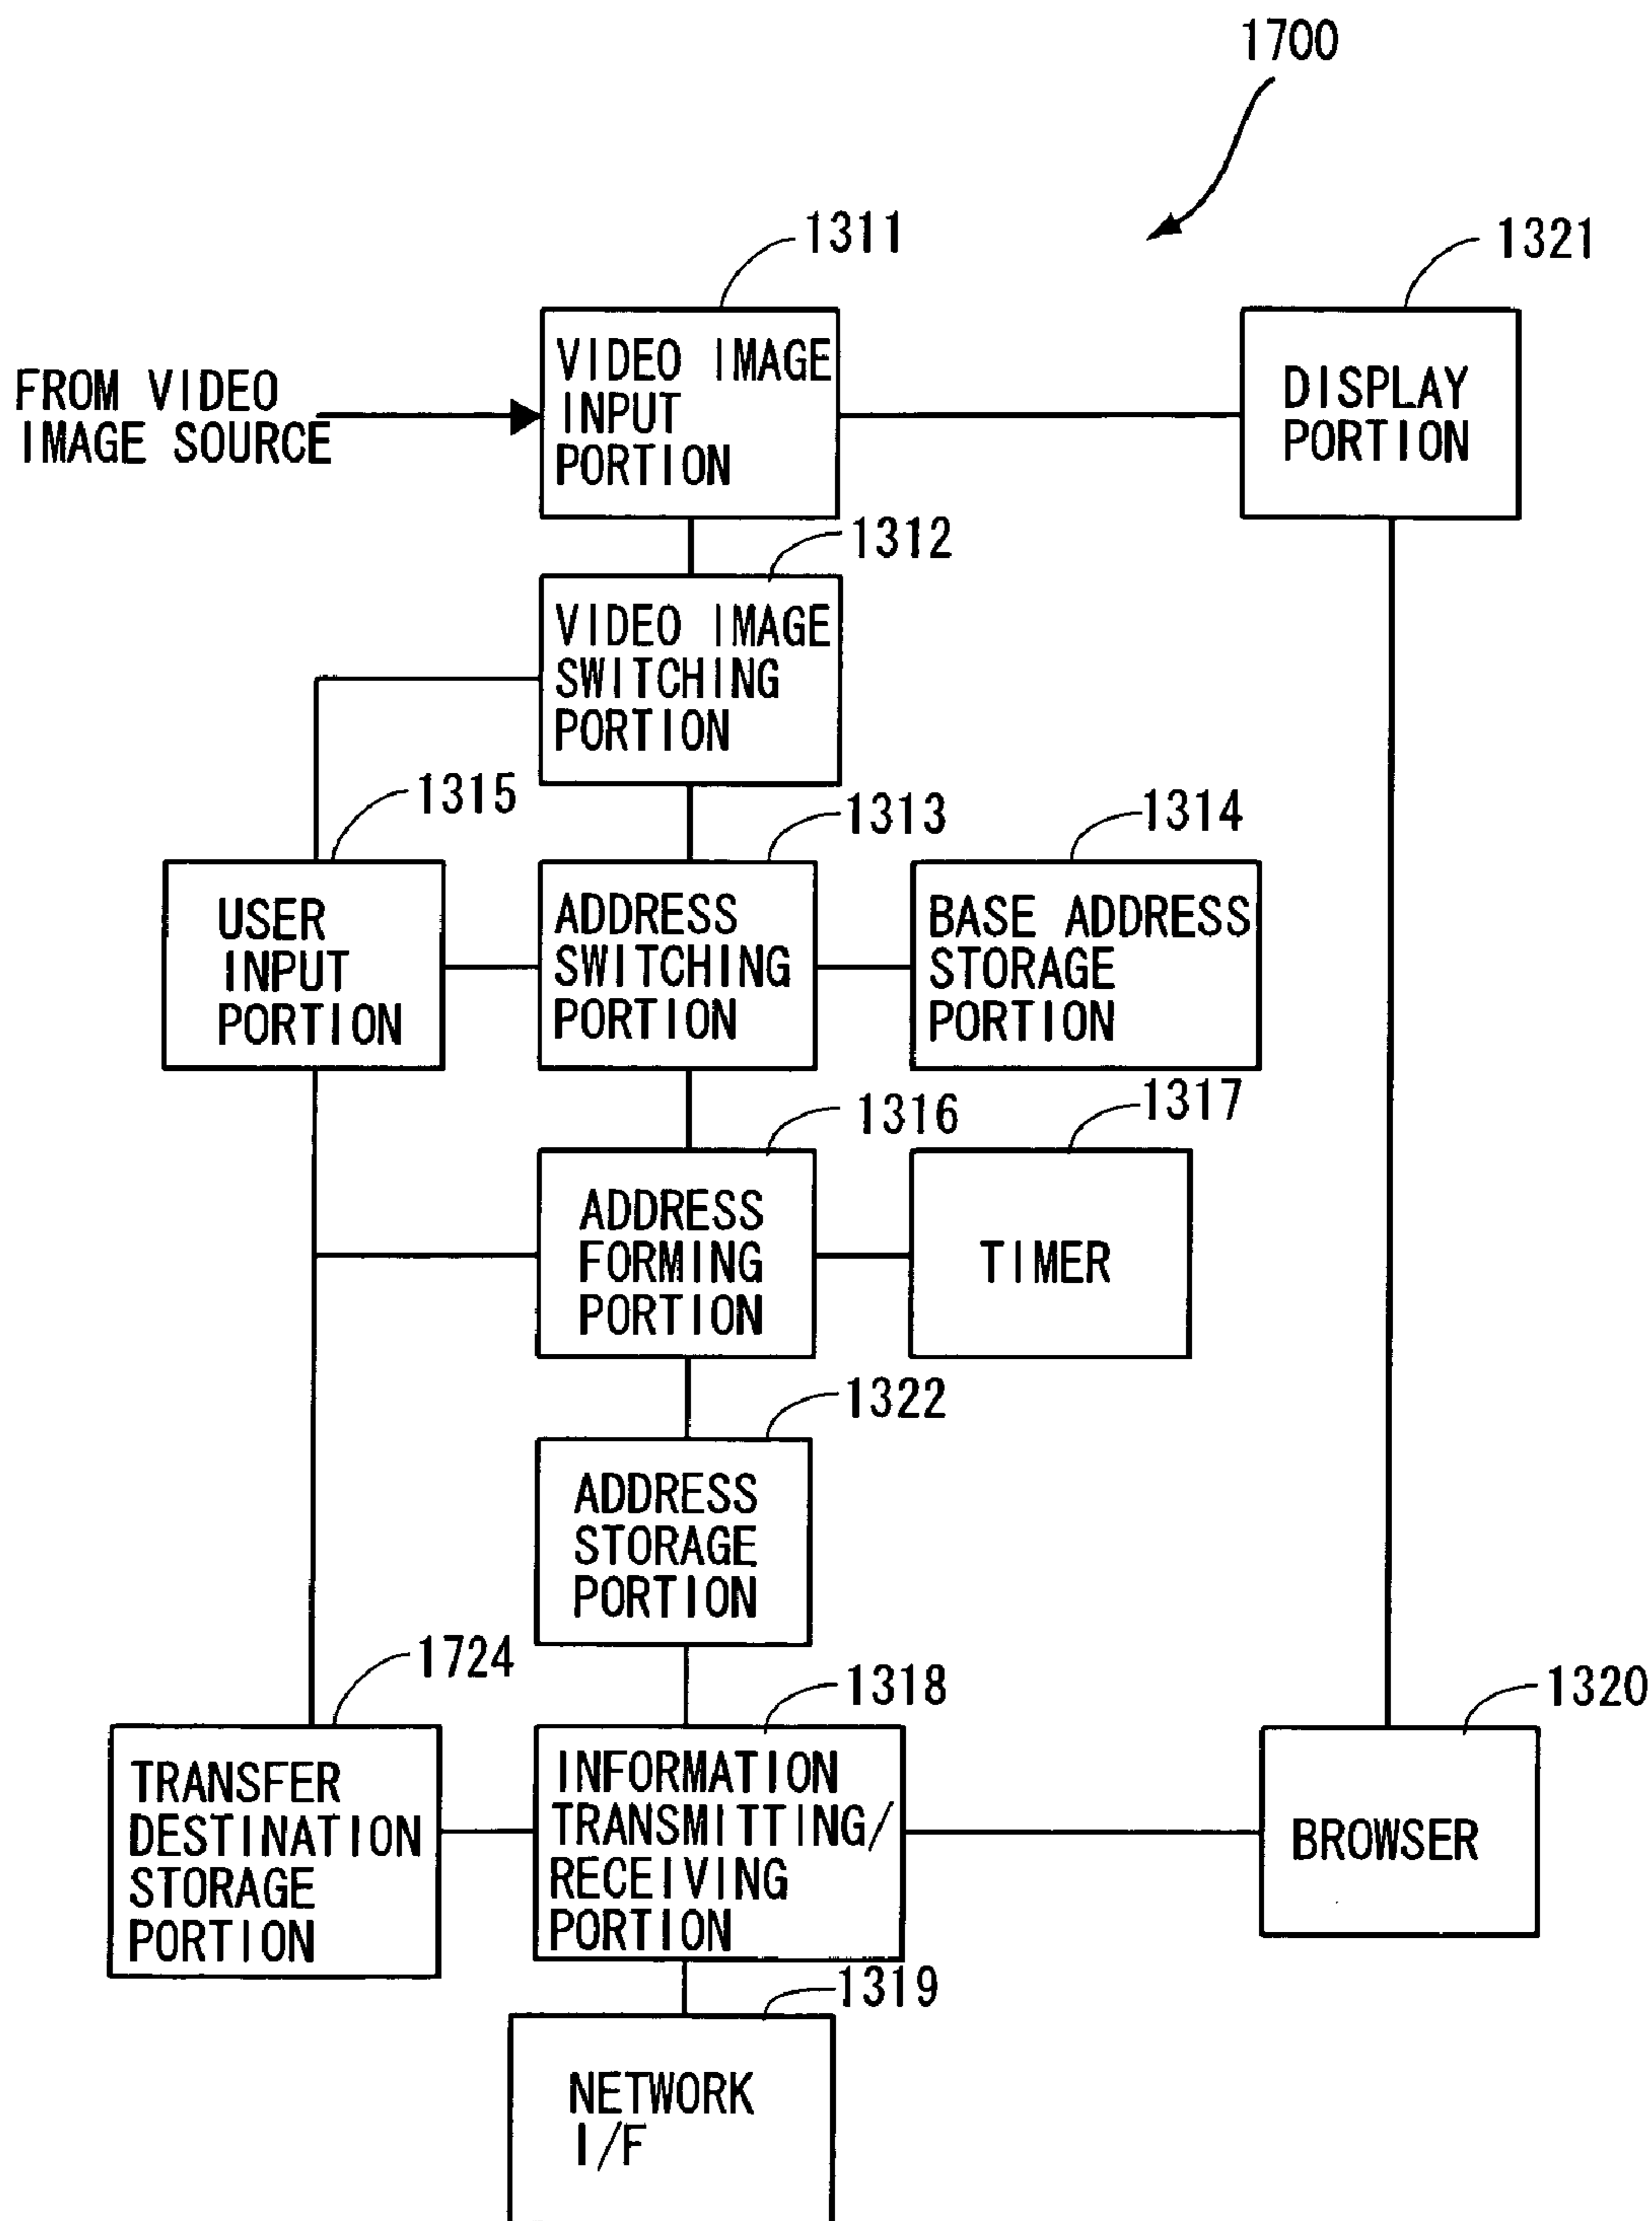 1700
1311
1321
FROM VIDEO
IMAGE SOURCE
VIDEO IMAGE
INPUT
PORTION
DISPLAY
PORTION
1312
VIDEO IMAGE
SWITCHING
PORTION
1315
1313
1314
USER
INPUT
PORTION
ADDRESS
SWITCHING
PORTION
BASE ADDRESS
STORAGE
PORTION
1316
1317
ADDRESS
FORMING
PORTION
TIMER
1322
ADDRESS
STORAGE
PORTION
1724
1318
1320
TRANSFER
DESTINATION
STORAGE
PORTION
INFORMATION
TRANSMITTING/
RECEIVING
PORTION
BROWSER
1319
NETWORK
I/F